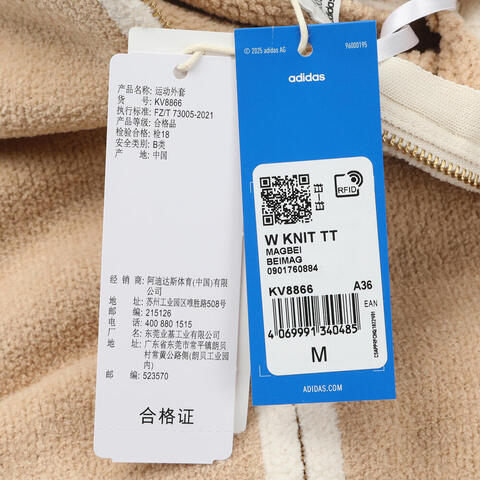 产品名称: 运动外套
货 号: KV8866
执行标准: FZ/T 73005-2021
产品等级: 合格品
检验合格: 检18
安全类别: B类
产 地: 中国
经 销 商: 阿迪达斯体育(中国)有限公司
地 址: 苏州工业园区唯胜路508号
邮 编: 215126
电 话: 400 880 1515
厂 名: 东莞业基工业有限公司
地 址: 广东省东莞市常平镇朗贝村常黄公路侧(朗贝工业园内)
邮 编: 523570
合格证
© 2025 adidas AG
96000195
adidas
RFID
W KNIT TT
MAGBEI
BEIMAG
0901760884
KV8866 A36
EAN
4 069991 340485
M
ADIDAS.COM